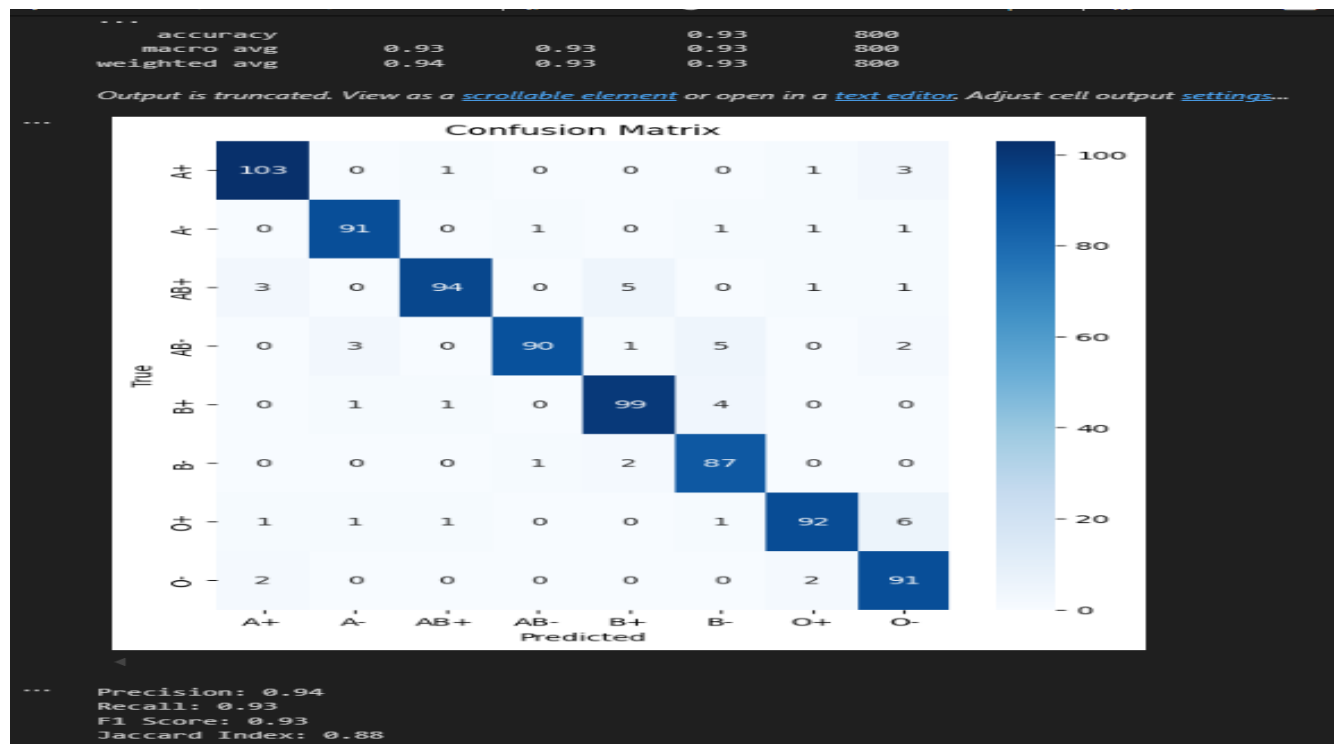 ...
accuracy 0.93 800
macro avg 0.93 0.93 0.93 800
weighted avg 0.94 0.93 0.93 800
Output is truncated. View as a scrollable element or open in a text editor. Adjust cell output settings...
...
Confusion Matrix
A+ 103 0 1 0 0 0 1 3
A- 0 91 0 1 0 1 1 1
AB+ 3 0 94 0 5 0 1 1
AB- 0 3 0 90 1 5 0 2
B+ 0 1 1 0 99 4 0 0
B- 0 0 0 1 2 87 0 0
O+ 1 1 1 0 0 1 92 6
O- 2 0 0 0 0 0 2 91
True
A+ A- AB+ AB- B+ B- O+ O-
Predicted
100
80
60
40
20
0
...
Precision: 0.94
Recall: 0.93
F1 Score: 0.93
Jaccard Index: 0.88